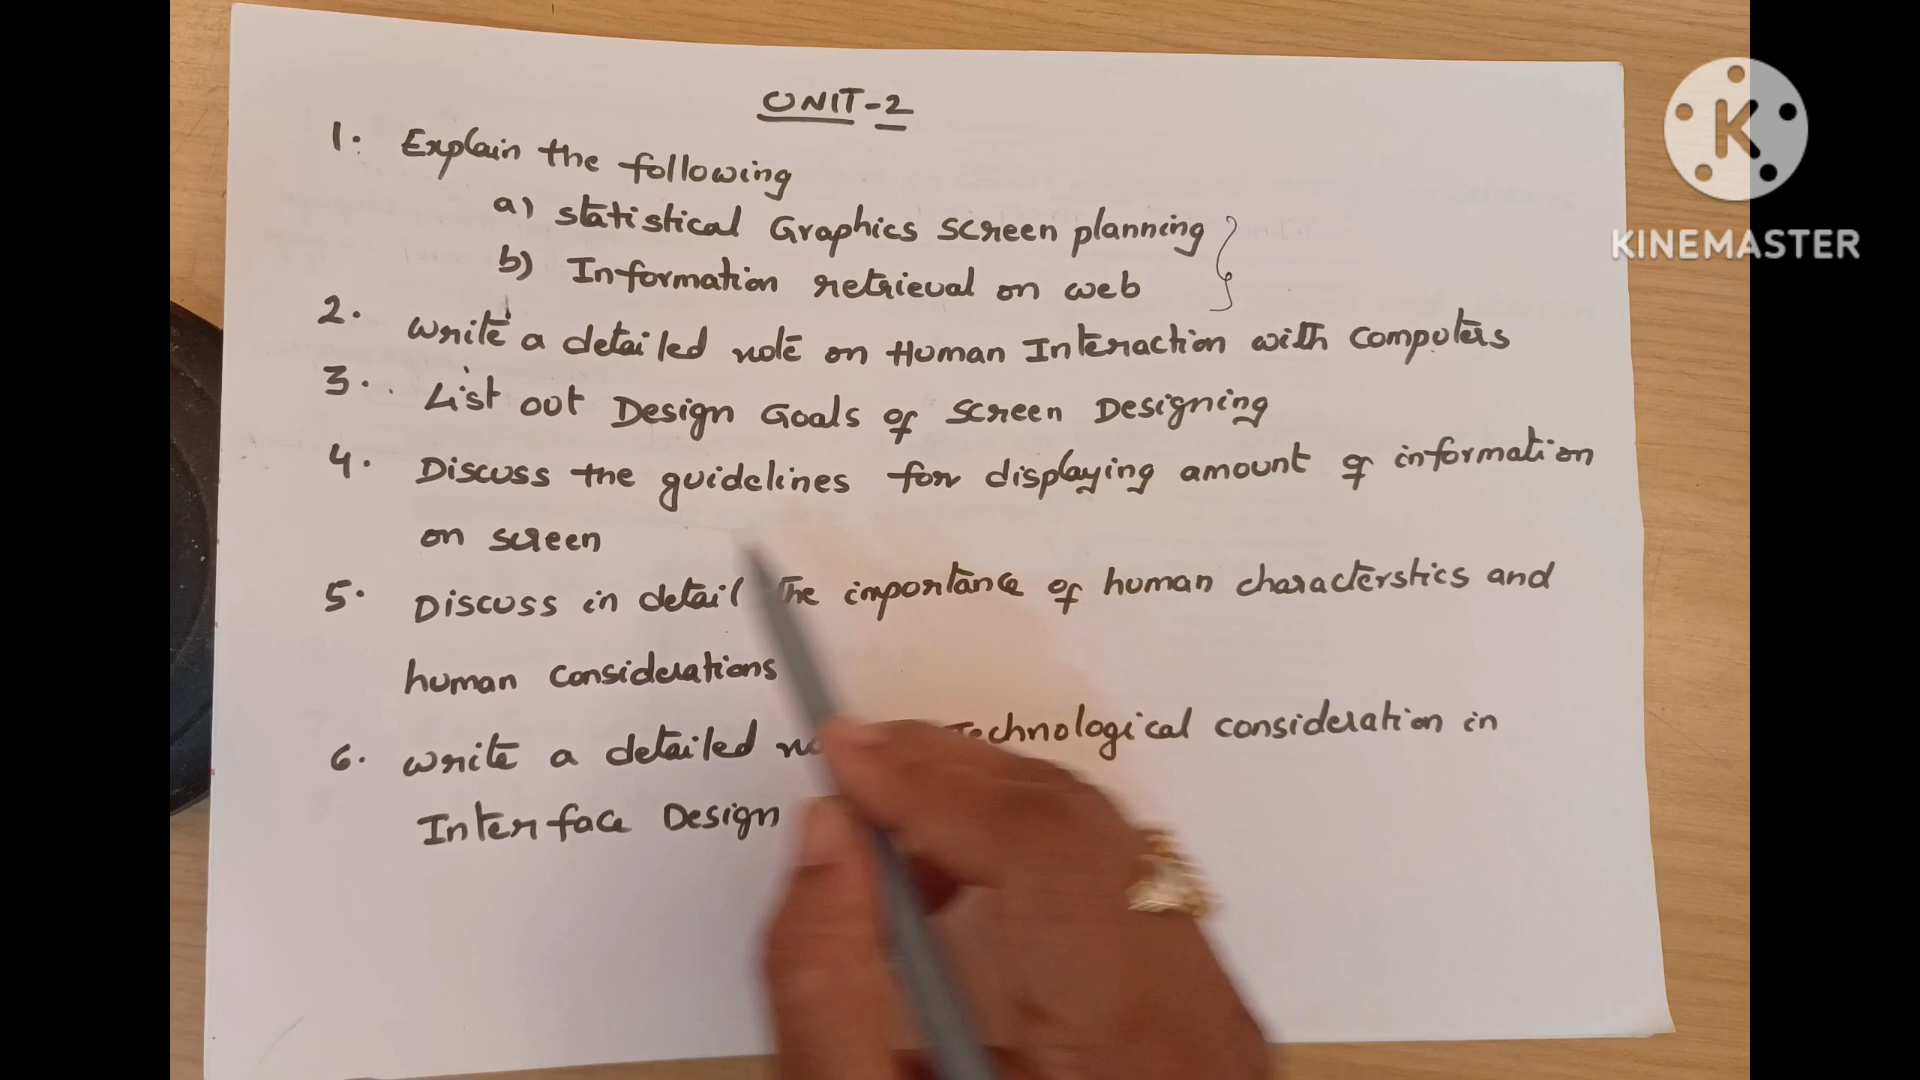 UNIT-2
1. Explain the following
a) Statistical Graphics screen planning
b) Information retrieval on web
2. write a detailed note on Human Interaction with computers
3. List out Design Goals of screen Designing
4. Discuss the guidelines for displaying amount of information
on screen
5. Discuss in detail the importance of human characterstics and
human considerations
6. write a detailed technological consideration in
Interface Design
K
KINEMASTER